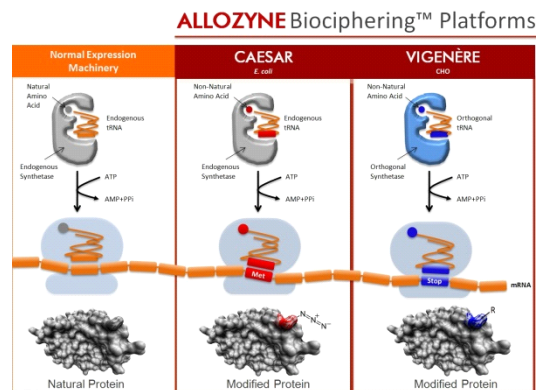 ALLOZYNE Biociphering™ Platforms
Normal Expression
Machinery
Natural
Amino
Acid
Endogenous
tRNA
Endogenous
Synthetase
ATP
AMP+PPi
Natural Protein
CAESAR
E. coli
Non-Natural
Amino Acid
Endogenous
tRNA
Endogenous
Synthetase
ATP
AMP+PPi
Met
N=N⁺=N⁻
Modified Protein
VIGENÈRE
CHO
Non-Natural
Amino Acid
Orthogonal
tRNA
Orthogonal
Synthetase
ATP
AMP+PPi
Stop
mRNA
R
Modified Protein